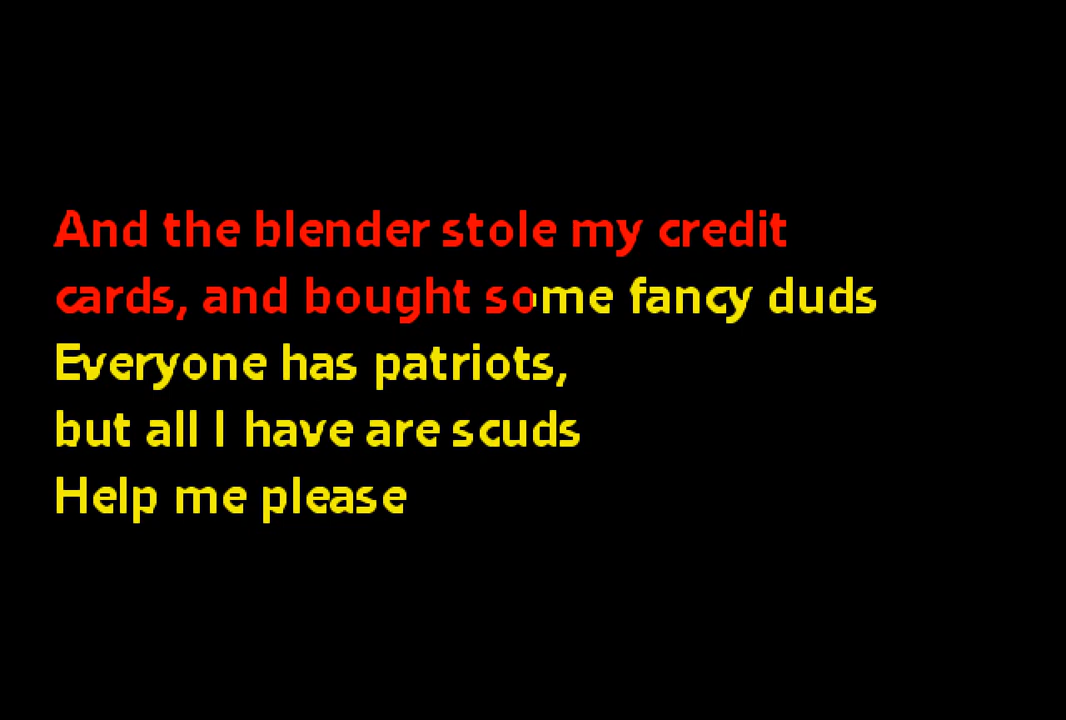 And the blender stole my credit
cards, and bought some fancy duds
Everyone has patriots,
but all I have are scuds
Help me please